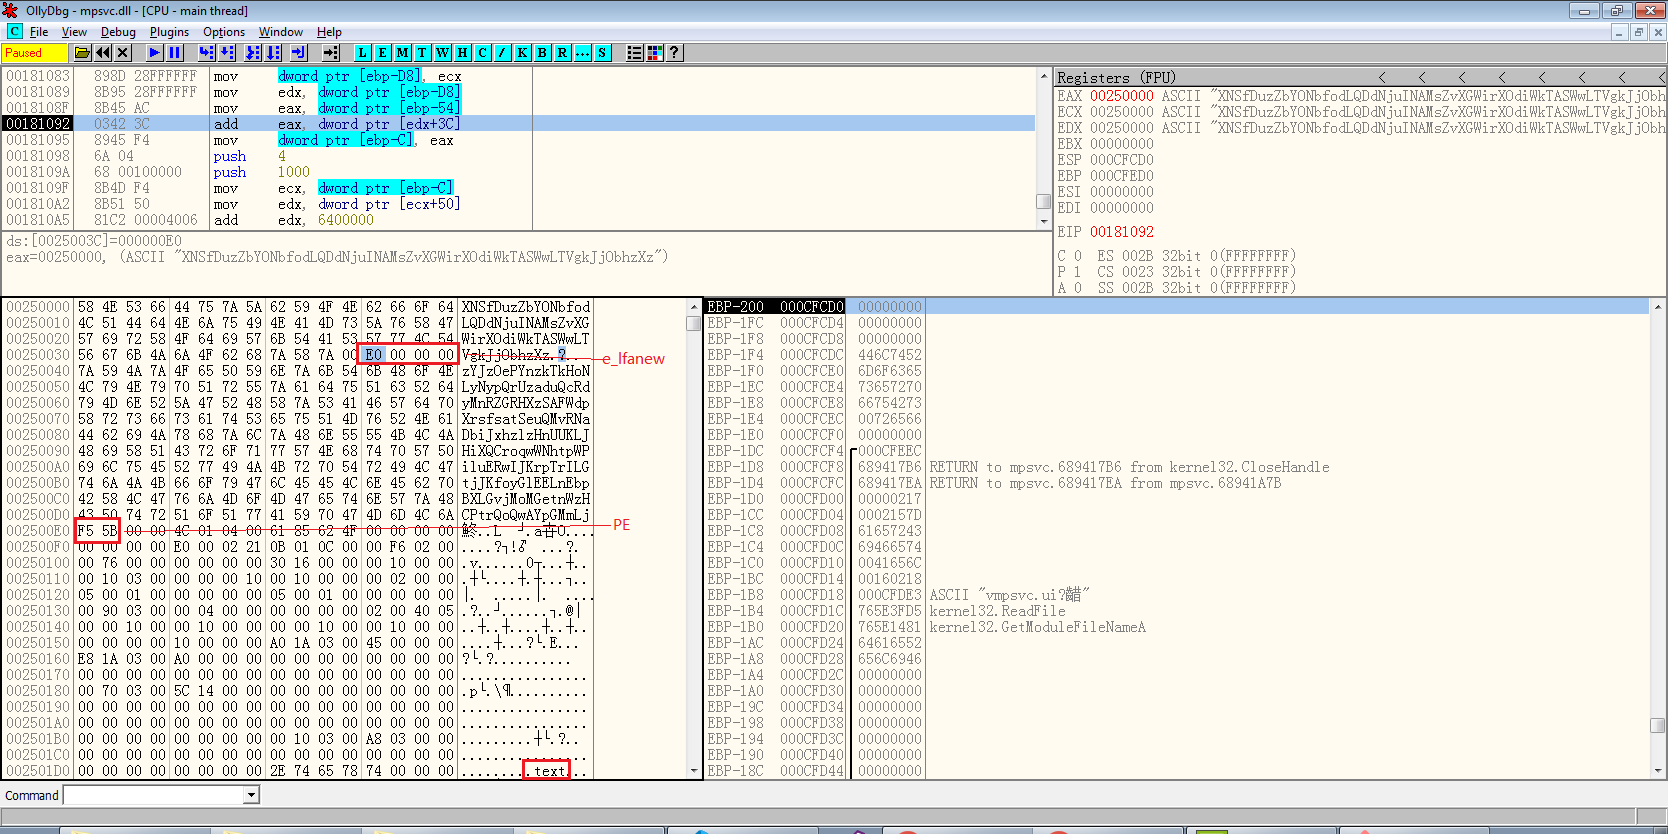 OllyDbg - mpsvc.dll - [CPU - main thread]
C File View Debug Plugins Options Window Help
Paused L E M T W H C / K B R ... S ?
00181083 898D 28FFFFFF mov dword ptr [ebp-D8], ecx
00181089 8B95 28FFFFFF mov edx, dword ptr [ebp-D8]
0018108F 8B45 AC mov eax, dword ptr [ebp-54]
00181092 0342 3C add eax, dword ptr [edx+3C]
00181095 8945 F4 mov dword ptr [ebp-C], eax
00181098 6A 04 push 4
0018109A 68 00100000 push 1000
0018109F 8B4D F4 mov ecx, dword ptr [ebp-C]
001810A2 8B51 50 mov edx, dword ptr [ecx+50]
001810A5 81C2 00004006 add edx, 6400000
ds:[0025003C]=000000E0
eax=00250000, (ASCII "XNSfDuzZbYONbfodLQDdNjuINAMsZvXGWirXOdiWkTASWwLTVgkJjObhzXz")
Registers (FPU) < < < < < < < <
EAX 00250000 ASCII "XNSfDuzZbYONbfodLQDdNjuINAMsZvXGWirXOdiWkTASWwLTVgkJjObh
ECX 00250000 ASCII "XNSfDuzZbYONbfodLQDdNjuINAMsZvXGWirXOdiWkTASWwLTVgkJjObh
EDX 00250000 ASCII "XNSfDuzZbYONbfodLQDdNjuINAMsZvXGWirXOdiWkTASWwLTVgkJjObh
EBX 00000000
ESP 000CFCD0
EBP 000CFED0
ESI 00000000
EDI 00000000
EIP 00181092
C 0 ES 002B 32bit 0(FFFFFFFF)
P 1 CS 0023 32bit 0(FFFFFFFF)
A 0 SS 002B 32bit 0(FFFFFFFF)
00250000 58 4E 53 66 44 75 7A 5A 62 59 4F 4E 62 66 6F 64 XNSfDuzZbYONbfod
00250010 4C 51 44 64 4E 6A 75 49 4E 41 4D 73 5A 76 58 47 LQDdNjuINAMsZvXG
00250020 57 69 72 58 4F 64 69 57 6B 54 41 53 57 77 4C 54 WirXOdiWkTASWwLT
00250030 56 67 6B 4A 6A 4F 62 68 7A 58 7A 00 E0 00 00 00 VgkJjObhzXz.?..
e_lfanew
00250040 7A 59 4A 7A 4F 65 50 59 6E 7A 6B 54 6B 48 6F 4E zYJzOePYnzkTkHoN
00250050 4C 79 4E 79 70 51 72 55 7A 61 64 75 51 63 52 64 LyNypQrUzaduQcRd
00250060 79 4D 6E 52 5A 47 52 48 58 7A 53 41 46 57 64 70 yMnRZGRHXzSAFWdp
00250070 58 72 73 66 73 61 74 53 65 75 51 4D 76 52 4E 61 XrsfsatSeuQMvRNa
00250080 44 62 69 4A 78 68 7A 6C 7A 48 6E 55 55 4B 4C 4A DbiJxhzlzHnUUKLJ
00250090 48 69 58 51 43 72 6F 71 77 57 4E 68 74 70 57 50 HiXQCroqwWNhtpWP
002500A0 69 6C 75 45 52 77 49 4A 4B 72 70 54 72 49 4C 47 iluERwIJKrpTrILG
002500B0 74 6A 4A 4B 66 6F 79 47 6C 45 45 4C 6E 45 62 70 tjJKfoyGlEELnEbp
002500C0 42 58 4C 47 76 6A 4D 6F 4D 47 65 74 6E 57 7A 48 BXLGvjMoMGetnWzH
002500D0 43 50 74 72 51 6F 51 77 41 59 70 47 4D 6D 4C 6A CPtrQoQwAYpGMmLj
002500E0 F5 5B 00 00 4C 01 04 00 61 85 62 4F 00 00 00 00
PE
002500F0 00 00 00 00 E0 00 02 21 0B 01 0C 00 00 F6 02 00
00250100 00 76 00 00 00 00 00 00 30 16 00 00 00 10 00 00
00250110 00 10 03 00 00 00 00 10 00 10 00 00 00 02 00 00
00250120 05 00 01 00 00 00 00 00 05 00 01 00 00 00 00 00
00250130 00 90 03 00 00 04 00 00 00 00 00 00 02 00 40 05
00250140 00 00 10 00 00 10 00 00 00 00 10 00 00 10 00 00
00250150 00 00 00 00 10 00 00 00 A0 1A 03 00 45 00 00 00
00250160 E8 1A 03 00 A0 00 00 00 00 00 00 00 00 00 00 00
00250170 00 00 00 00 00 00 00 00 00 00 00 00 00 00 00 00 ................
00250180 00 70 03 00 5C 14 00 00 00 00 00 00 00 00 00 00
00250190 00 00 00 00 00 00 00 00 00 00 00 00 00 00 00 00 ................
002501A0 00 00 00 00 00 00 00 00 00 00 00 00 00 00 00 00 ................
002501B0 00 00 00 00 00 00 00 00 00 10 03 00 A8 03 00 00
002501C0 00 00 00 00 00 00 00 00 00 00 00 00 00 00 00 00 ................
002501D0 00 00 00 00 00 00 00 00 2E 74 65 78 74 00 00 00 .........text...
EBP-200 000CFCD0 00000000
EBP-1FC 000CFCD4 00000000
EBP-1F8 000CFCD8 00000000
EBP-1F4 000CFCDC 446C7452
EBP-1F0 000CFCE0 6D6F6365
EBP-1EC 000CFCE4 73657270
EBP-1E8 000CFCE8 66754273
EBP-1E4 000CFCEC 00726566
EBP-1E0 000CFCF0 00000000
EBP-1DC 000CFCF4 000CFEEC
EBP-1D8 000CFCF8 689417B6 RETURN to mpsvc.689417B6 from kernel32.CloseHandle
EBP-1D4 000CFCFC 689417EA RETURN to mpsvc.689417EA from mpsvc.68941A7B
EBP-1D0 000CFD00 00000217
EBP-1CC 000CFD04 0002157D
EBP-1C8 000CFD08 61657243
EBP-1C4 000CFD0C 69466574
EBP-1C0 000CFD10 0041656C
EBP-1BC 000CFD14 00160218
EBP-1B8 000CFD18 000CFDE3 ASCII "vmpsvc.ui?
EBP-1B4 000CFD1C 765E3FD5 kernel32.ReadFile
EBP-1B0 000CFD20 765E1481 kernel32.GetModuleFileNameA
EBP-1AC 000CFD24 64616552
EBP-1A8 000CFD28 656C6946
EBP-1A4 000CFD2C 00000000
EBP-1A0 000CFD30 00000000
EBP-19C 000CFD34 00000000
EBP-198 000CFD38 00000000
EBP-194 000CFD3C 00000000
EBP-190 000CFD40 00000000
EBP-18C 000CFD44 00000000
Command